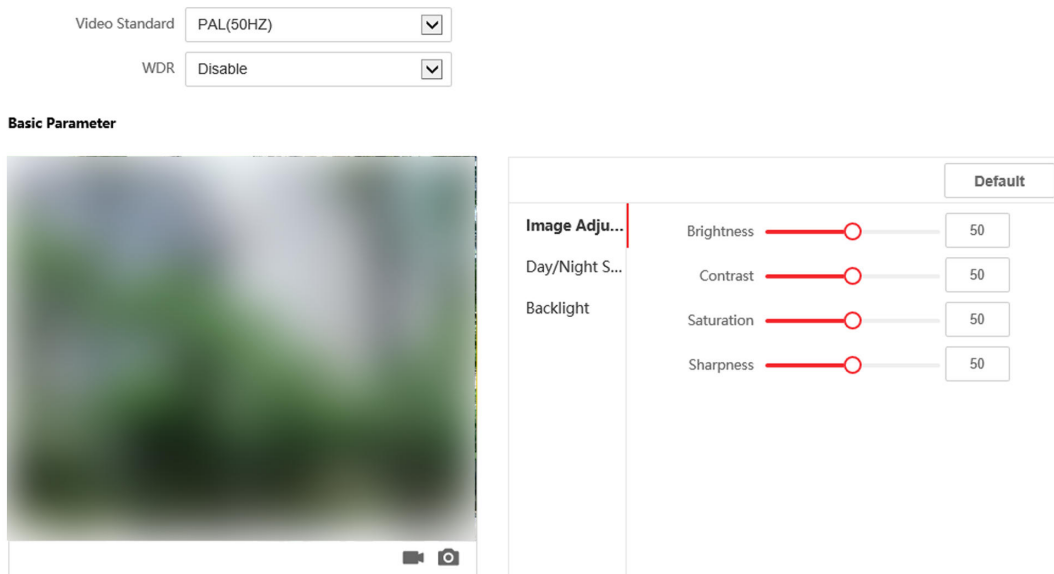 Video Standard PAL(50HZ)
WDR Disable
Basic Parameter
Default
Image Adju...
Day/Night S...
Backlight
Brightness 50
Contrast 50
Saturation 50
Sharpness 50